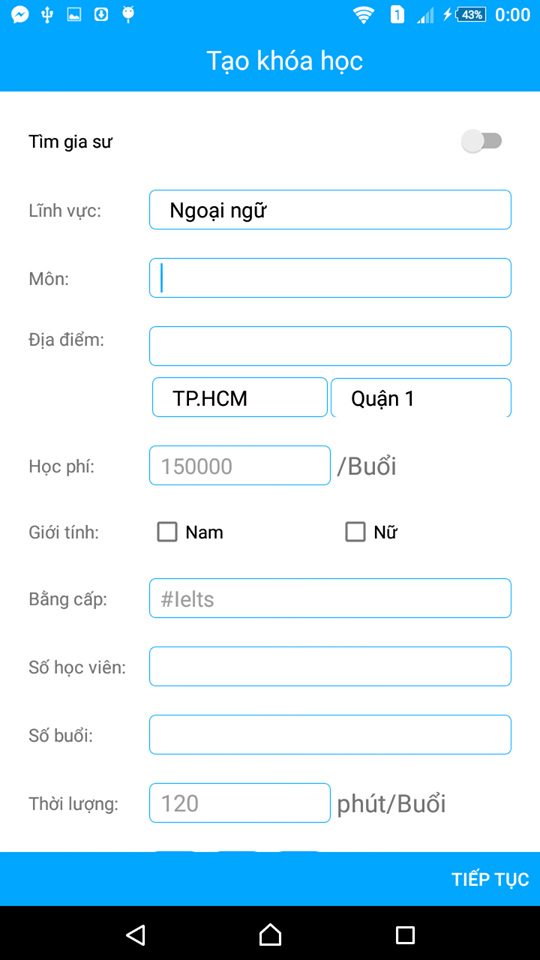 1 43% 0:00
Tạo khóa học
Tìm gia sư
Lĩnh vực: Ngoại ngữ
Môn:
Địa điểm:
TP.HCM Quận 1
Học phí: 150000 /Buổi
Giới tính: Nam Nữ
Bằng cấp: #Ielts
Số học viên:
Số buổi:
Thời lượng: 120 phút/Buổi
TIẾP TỤC